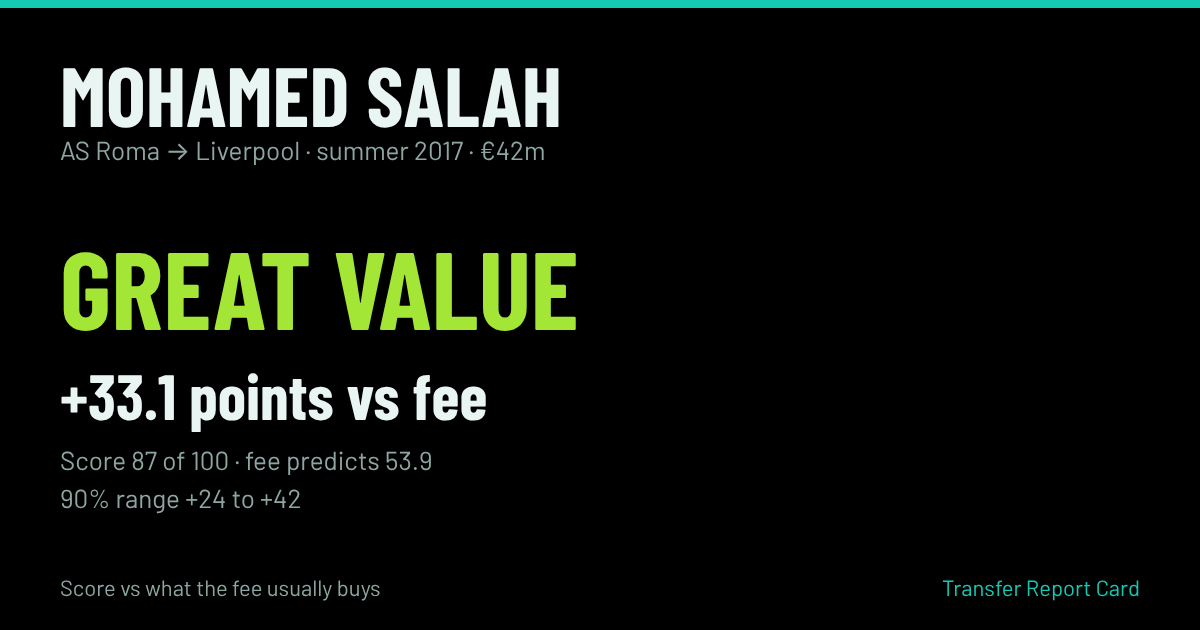 MOHAMED SALAH
AS Roma → Liverpool · summer 2017 · €42m
GREAT VALUE
+33.1 points vs fee
Score 87 of 100 · fee predicts 53.9
90% range +24 to +42
Score vs what the fee usually buys
Transfer Report Card